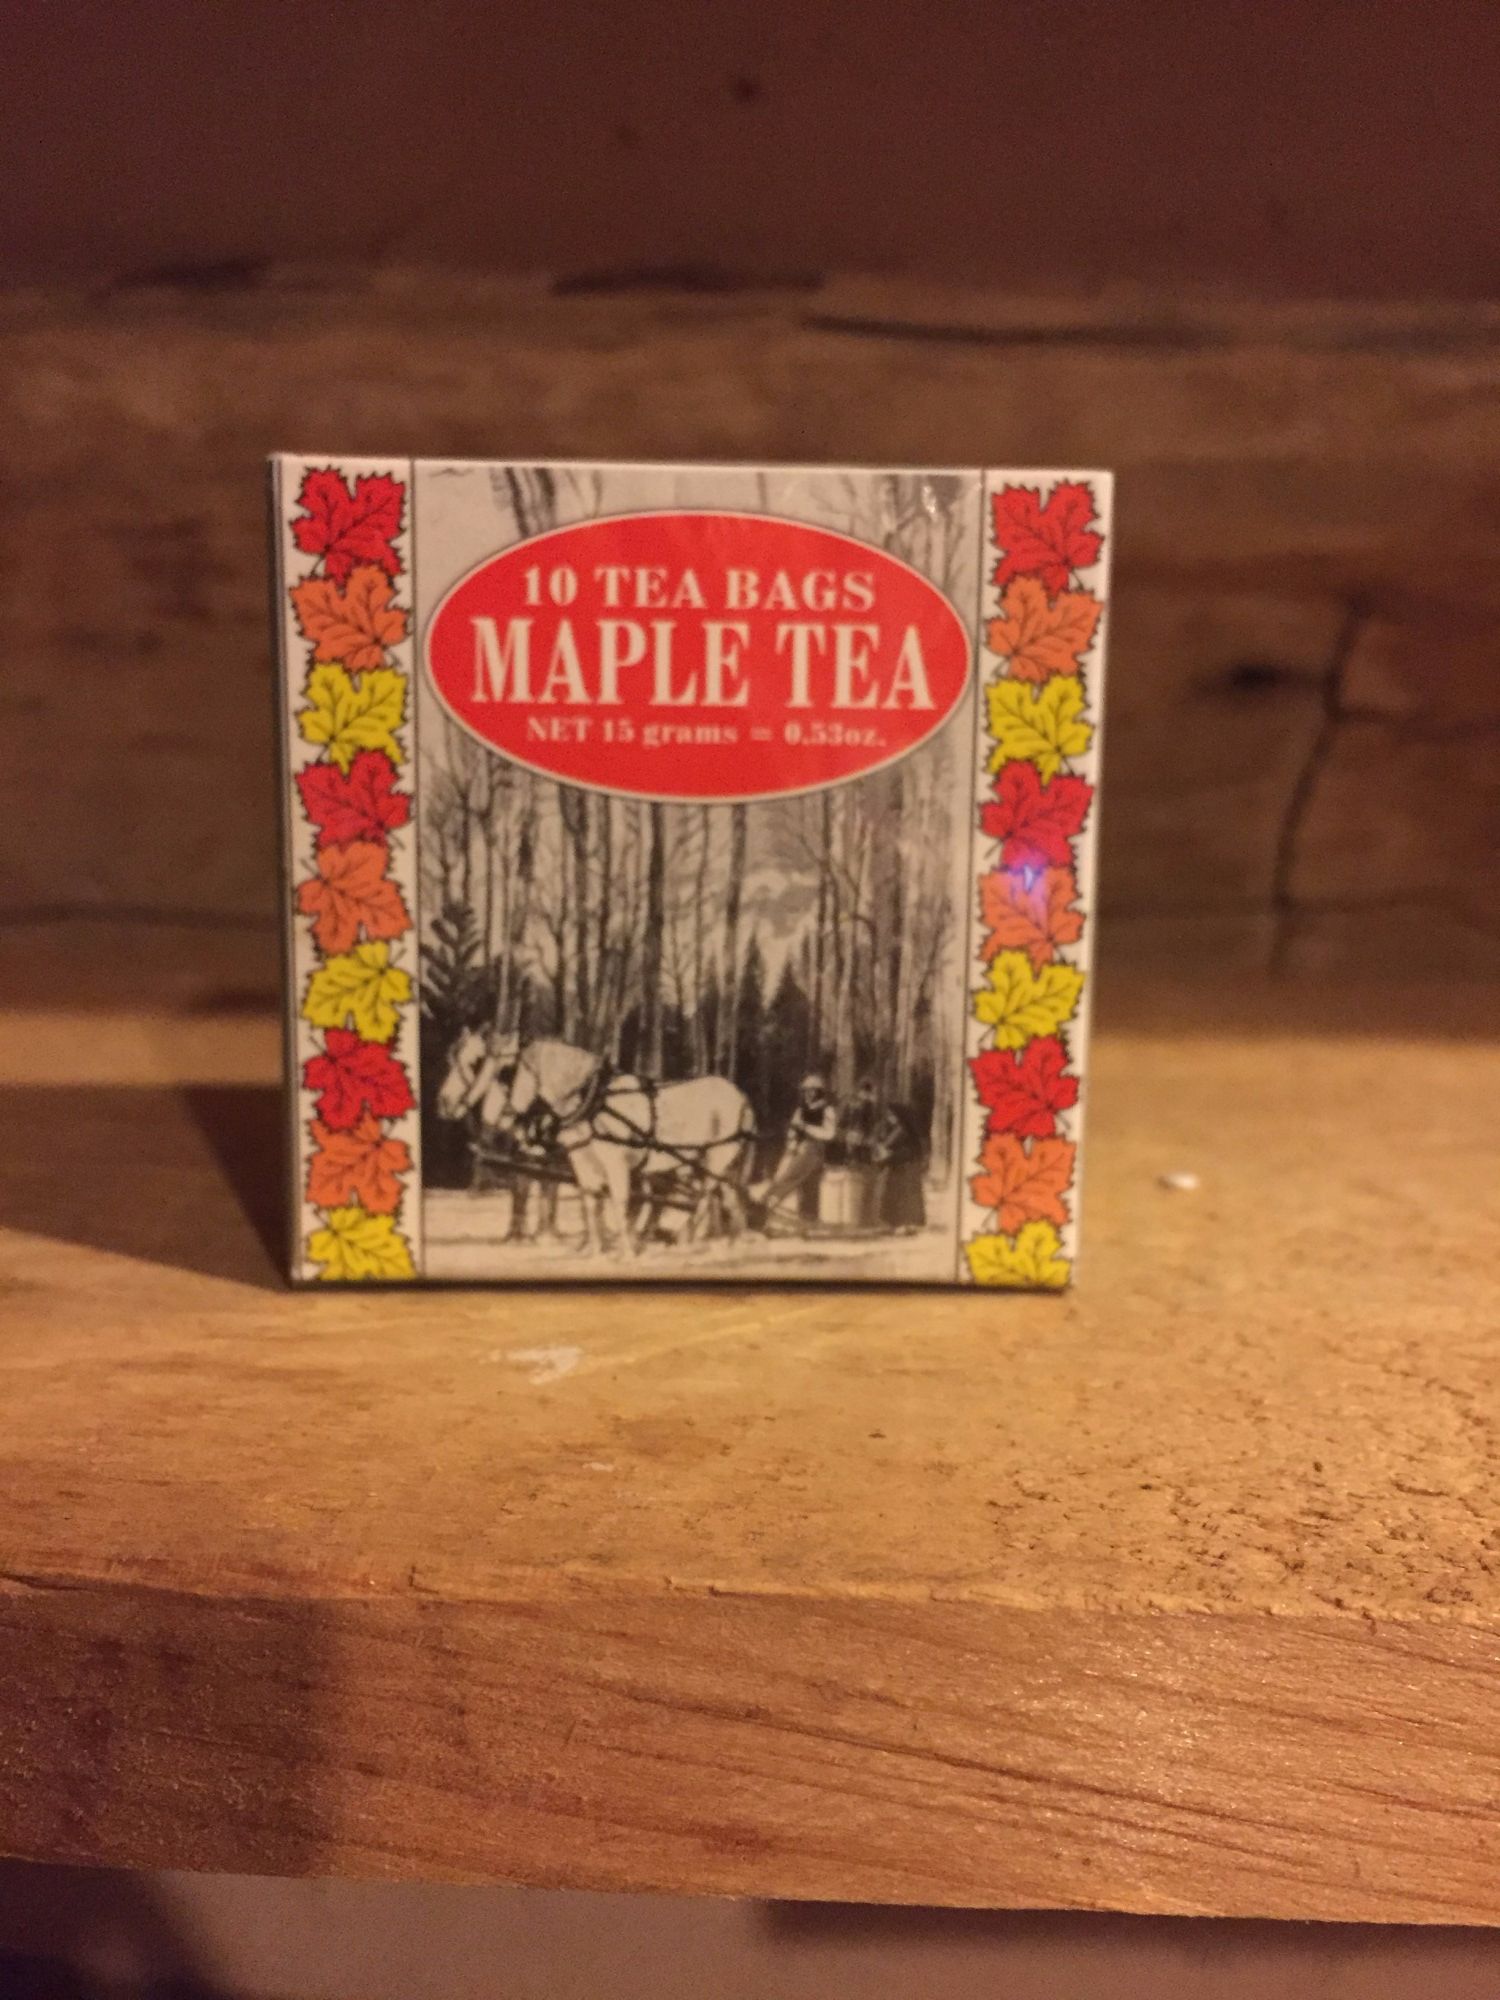 10 TEA BAGS
MAPLE TEA
NET 15 grams = 0.53oz.